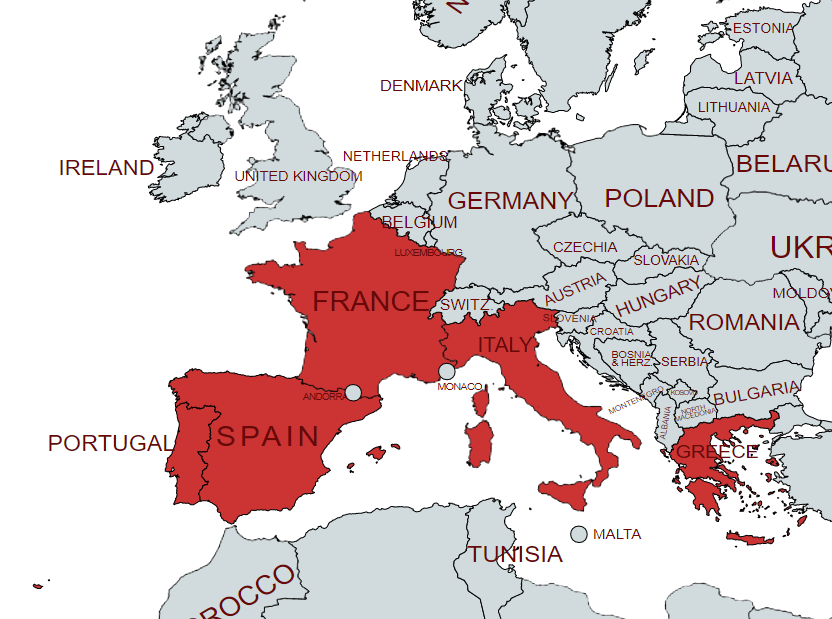 N
ESTONIA
LATVIA
DENMARK
LITHUANIA
NETHERLANDS
IRELAND
UNITED KINGDOM
BELARU
GERMANY
POLAND
BELGIUM
CZECHIA
UKR
LUXEMBOURG
SLOVAKIA
AUSTRIA
MOLDOV
FRANCE
SWITZ.
HUNGARY
SLOVENIA
ROMANIA
CROATIA
ITALY
BOSNIA
& HERZ.
SERBIA
MONACO
ANDORRA
MONTENEGRO
KOSOVO
BULGARIA
NORTH
MACEDONIA
ALBANIA
PORTUGAL
SPAIN
GREECE
MALTA
TUNISIA
OROCCO